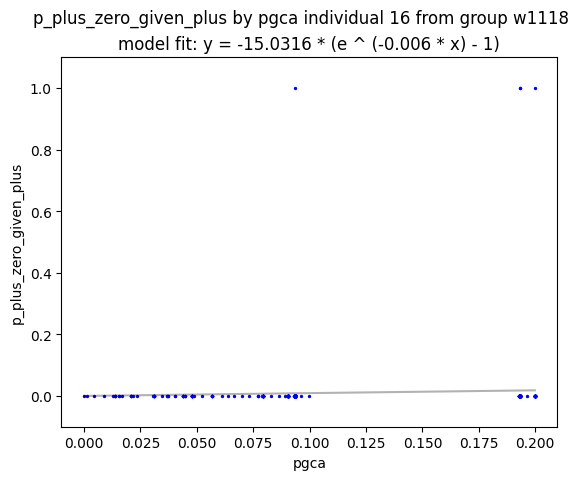 p_plus_zero_given_plus by pgca individual 16 from group w1118
model fit: y = -15.0316 * (e ^ (-0.006 * x) - 1)
1.0
0.8
0.6
0.4
0.2
0.0
p_plus_zero_given_plus
0.000 0.025 0.050 0.075 0.100 0.125 0.150 0.175 0.200
pgca